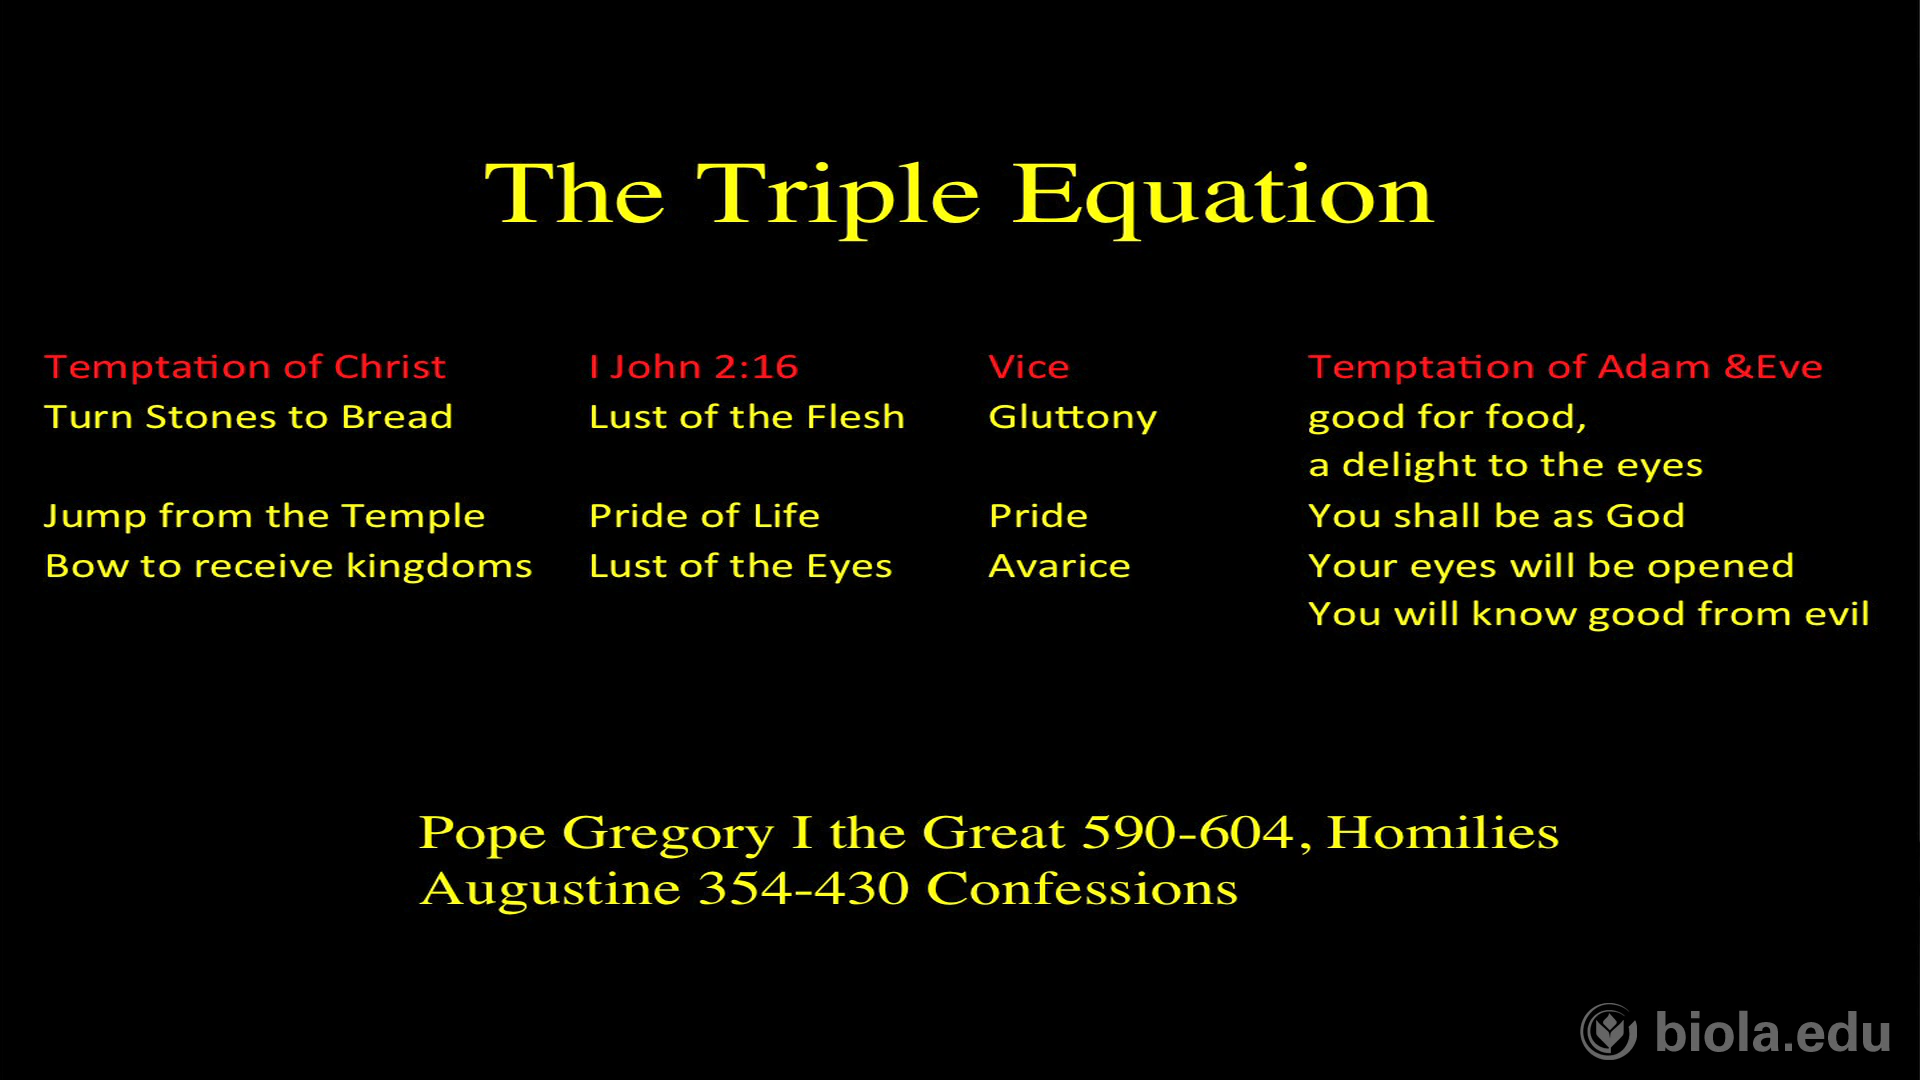 The Triple Equation
Temptation of Christ I John 2:16 Vice Temptation of Adam &Eve
Turn Stones to Bread Lust of the Flesh Gluttony good for food,
a delight to the eyes
Jump from the Temple Pride of Life Pride You shall be as God
Bow to receive kingdoms Lust of the Eyes Avarice Your eyes will be opened
You will know good from evil
Pope Gregory I the Great 590-604, Homilies
Augustine 354-430 Confessions
biola.edu